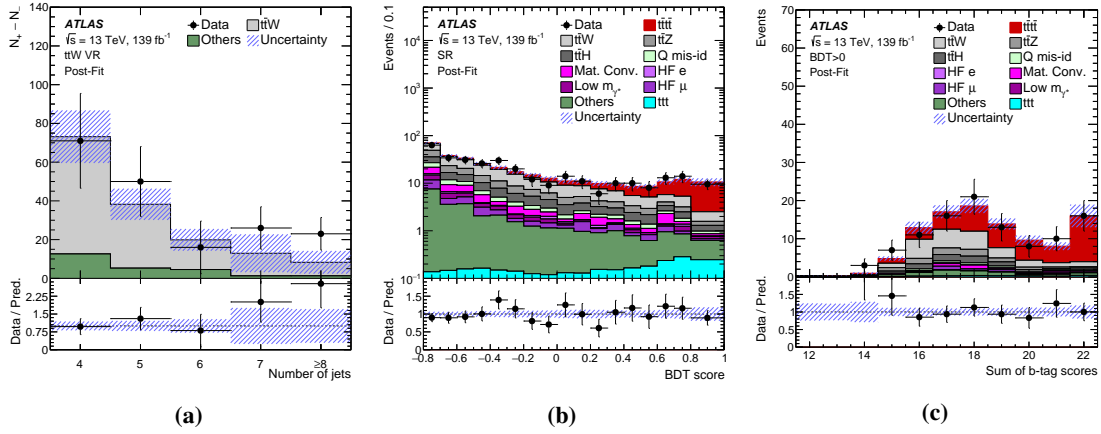 N₊ − N₋
140
120
100
80
60
40
20
0
ATLAS
√s = 13 TeV, 139 fb⁻¹
tt̄W VR
Post-Fit
Data
tt̄W
Others
Uncertainty
Data / Pred.
2.25
1.5
0.75
0
4
5
6
7
≥8
Number of jets
(a)
Events / 0.1
10⁵
10⁴
10³
10²
10
1
10⁻¹
ATLAS
√s = 13 TeV, 139 fb⁻¹
SR
Post-Fit
Data
tt̄tt̄
tt̄W
tt̄Z
tt̄H
Q mis-id
Mat. Conv.
HF e
Low mγ*
HF μ
Others
ttt
Uncertainty
Data / Pred.
1.5
1
0.5
0
−0.8
−0.6
−0.4
−0.2
0
0.2
0.4
0.6
0.8
1
BDT score
(b)
Events
70
60
50
40
30
20
10
0
ATLAS
√s = 13 TeV, 139 fb⁻¹
BDT>0
Post-Fit
Data
tt̄tt̄
tt̄W
tt̄Z
tt̄H
Q mis-id
HF e
Mat. Conv.
HF μ
Low mγ*
Others
ttt
Uncertainty
Data / Pred.
1.5
1
0.5
0
12
14
16
18
20
22
Sum of b-tag scores
(c)